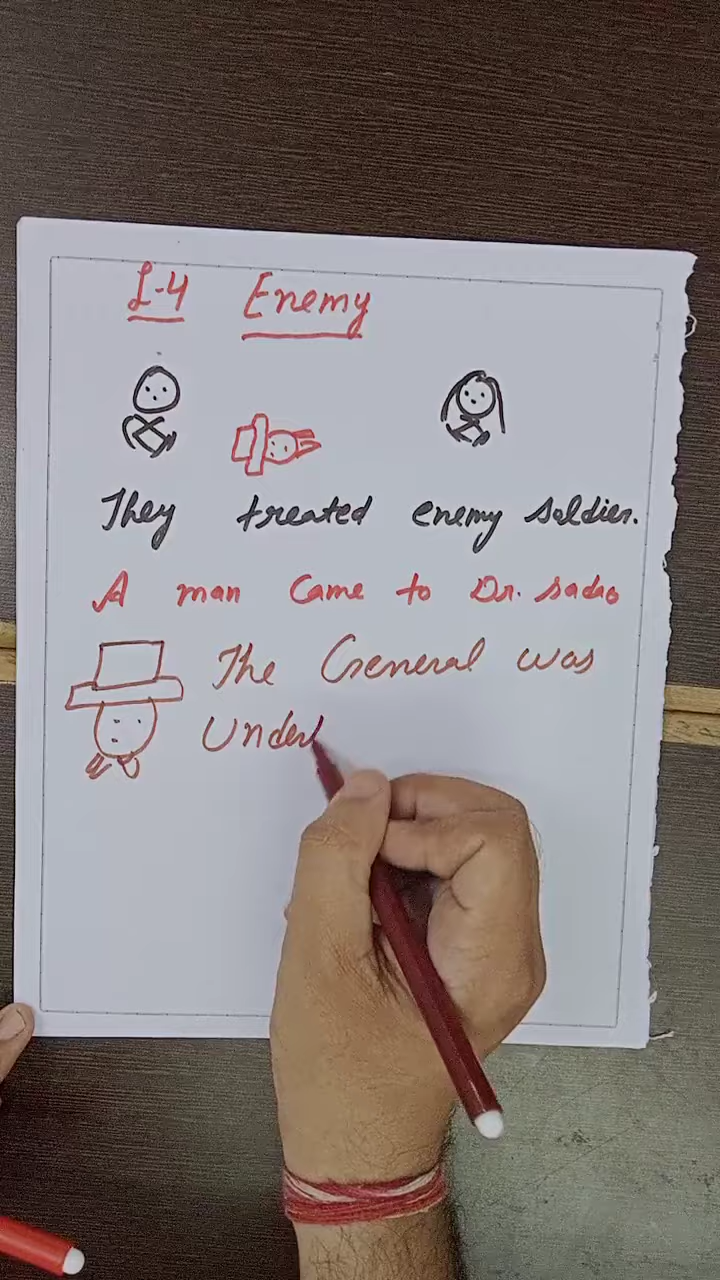 L-4 Enemy
They treated enemy soldier.
A man came to Dr. sadao
The General was
Under